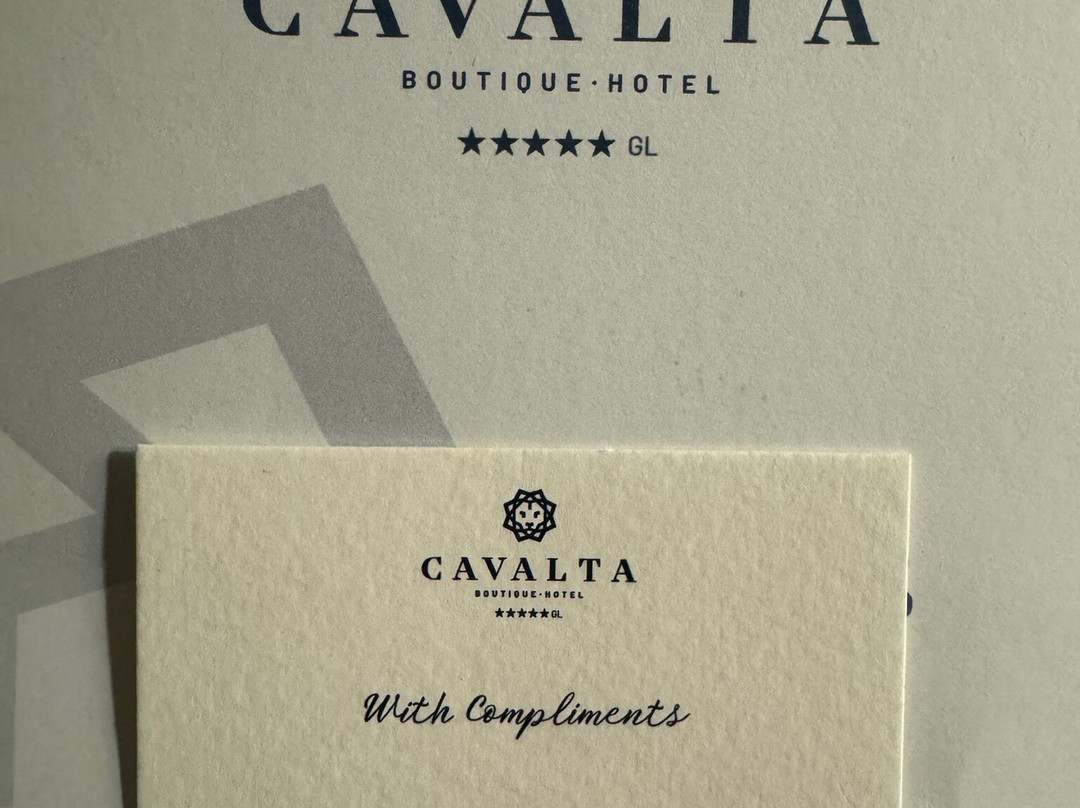 CAVALTA
BOUTIQUE·HOTEL
★★★★★ GL
CAVALTA
BOUTIQUE·HOTEL
★★★★★GL
With Compliments